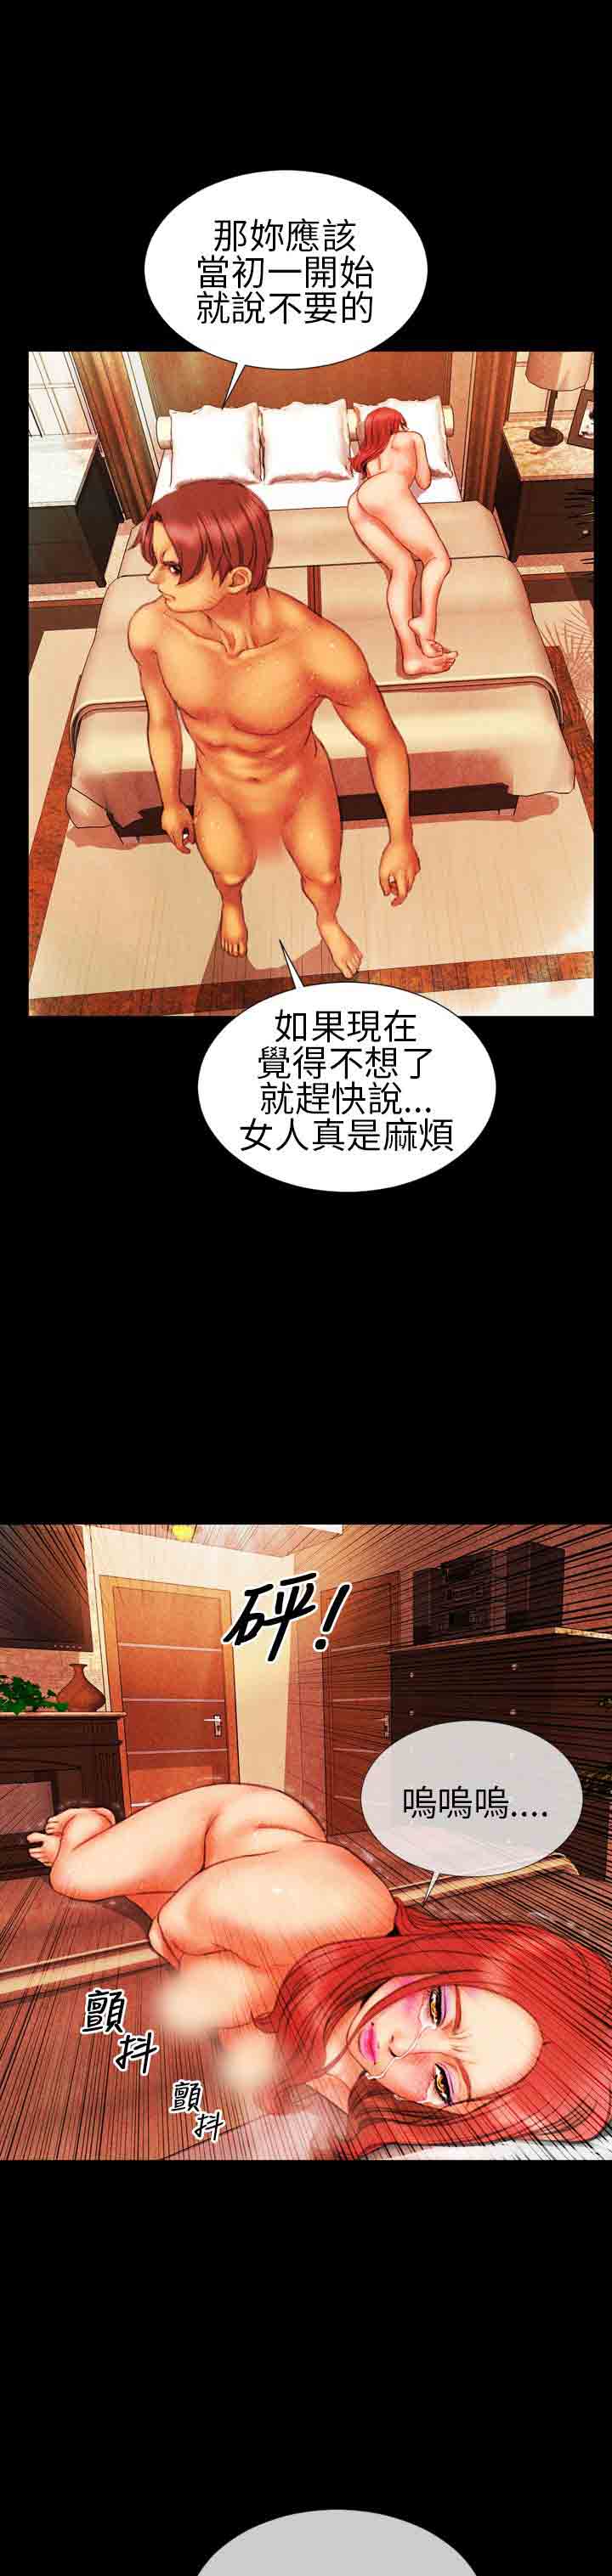 那妳應該
當初一開始
就說不要的
如果現在
覺得不想了
就趕快說...
女人真是麻煩
砰!
嗚嗚嗚....
顫
抖
顫
抖